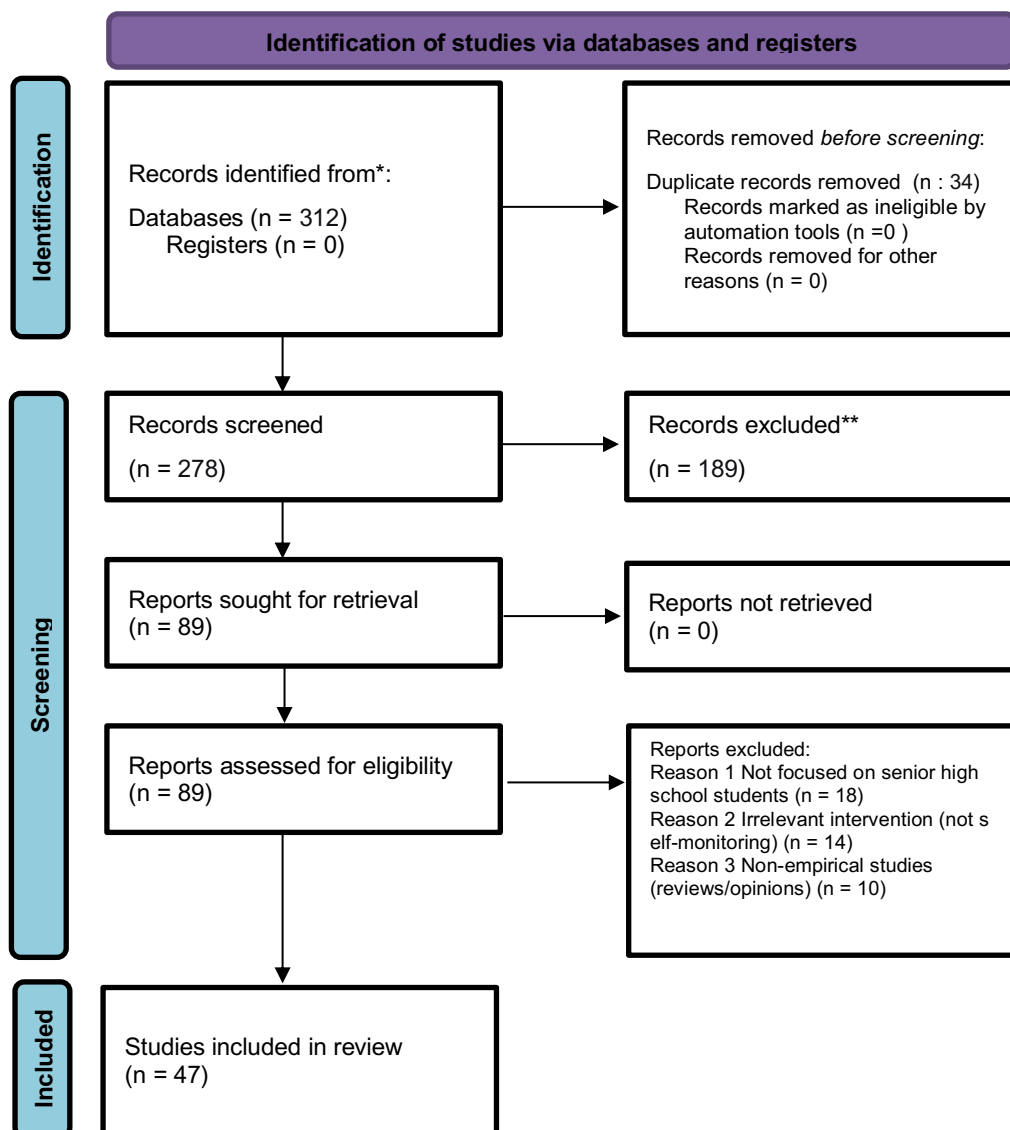 Identification of studies via databases and registers
Identification
Records identified from*:
Databases (n = 312)
Registers (n = 0)
Records removed before screening:
Duplicate records removed (n : 34)
Records marked as ineligible by
automation tools (n =0 )
Records removed for other
reasons (n = 0)
Screening
Records screened
(n = 278)
Records excluded**
(n = 189)
Reports sought for retrieval
(n = 89)
Reports not retrieved
(n = 0)
Reports assessed for eligibility
(n = 89)
Reports excluded:
Reason 1 Not focused on senior high
school students (n = 18)
Reason 2 Irrelevant intervention (not s
elf-monitoring) (n = 14)
Reason 3 Non-empirical studies
(reviews/opinions) (n = 10)
Included
Studies included in review
(n = 47)